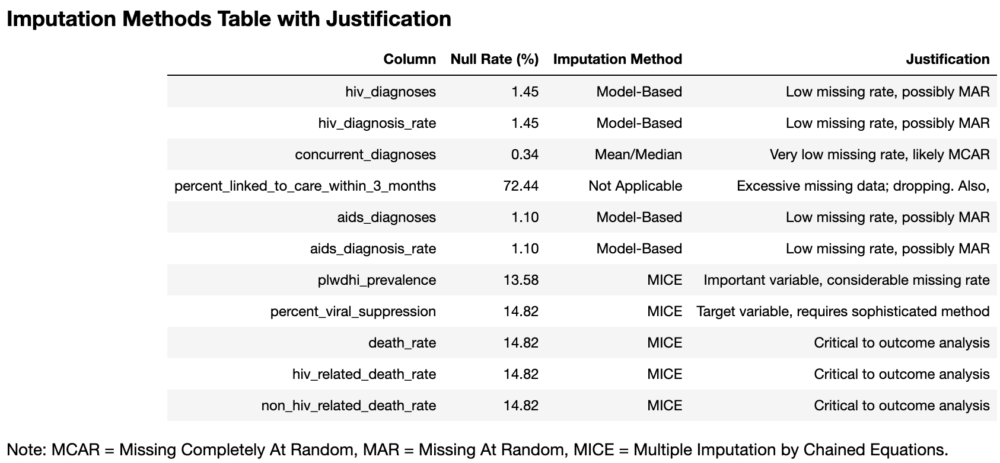 Imputation Methods Table with Justification
Column Null Rate (%) Imputation Method Justification
hiv_diagnoses 1.45 Model-Based Low missing rate, possibly MAR
hiv_diagnosis_rate 1.45 Model-Based Low missing rate, possibly MAR
concurrent_diagnoses 0.34 Mean/Median Very low missing rate, likely MCAR
percent_linked_to_care_within_3_months 72.44 Not Applicable Excessive missing data; dropping. Also,
aids_diagnoses 1.10 Model-Based Low missing rate, possibly MAR
aids_diagnosis_rate 1.10 Model-Based Low missing rate, possibly MAR
plwdhi_prevalence 13.58 MICE Important variable, considerable missing rate
percent_viral_suppression 14.82 MICE Target variable, requires sophisticated method
death_rate 14.82 MICE Critical to outcome analysis
hiv_related_death_rate 14.82 MICE Critical to outcome analysis
non_hiv_related_death_rate 14.82 MICE Critical to outcome analysis
Note: MCAR = Missing Completely At Random, MAR = Missing At Random, MICE = Multiple Imputation by Chained Equations.